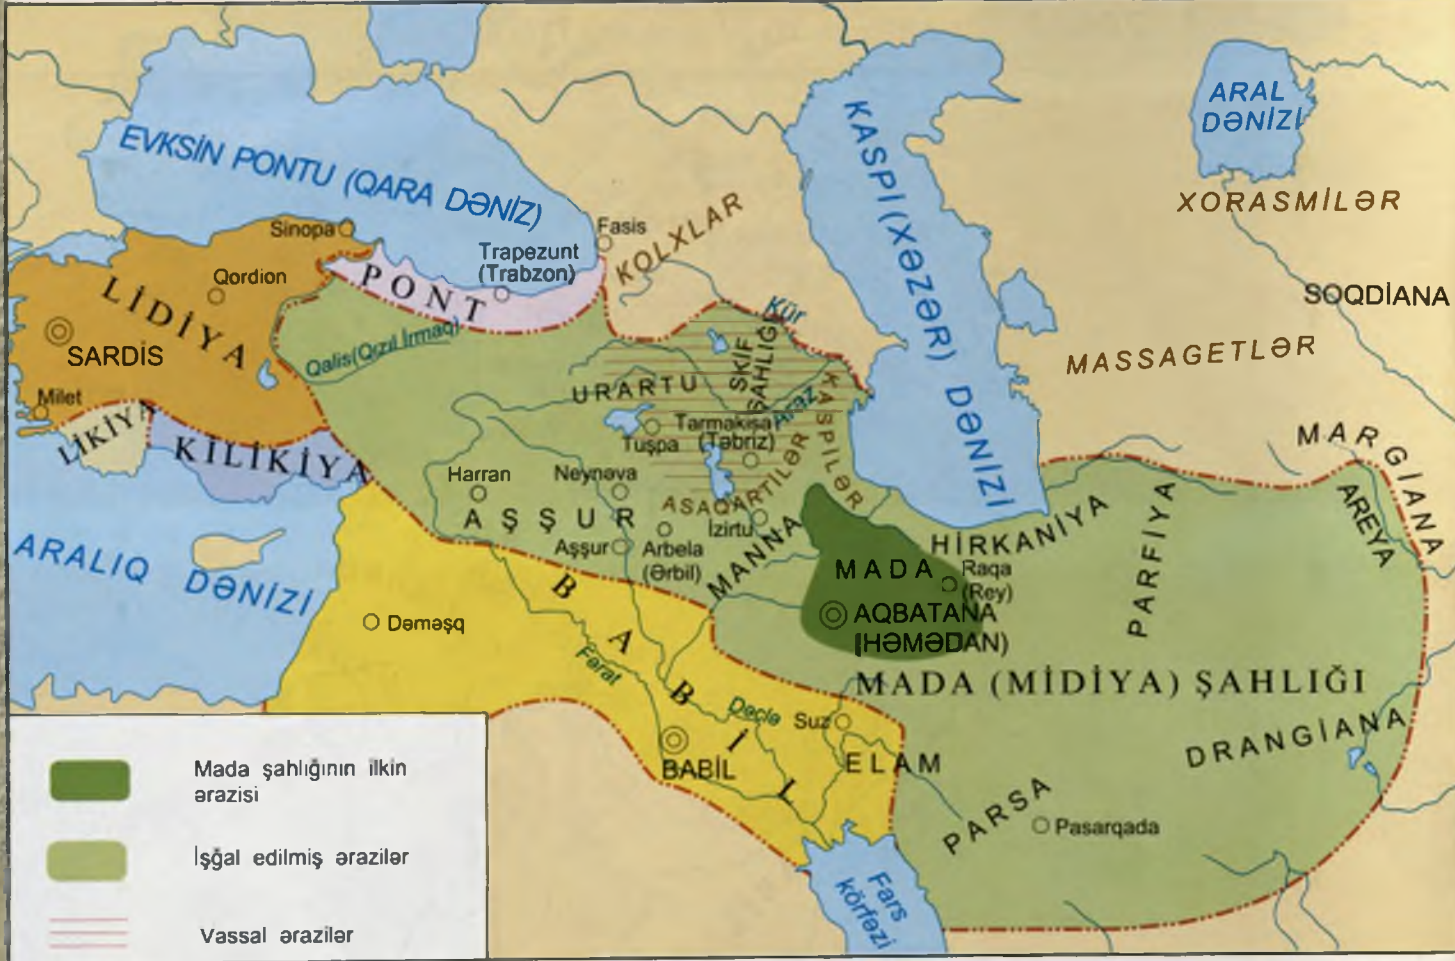 EVKSİN PONTU (QARA DƏNİZ)
KASPİ (XƏZƏR) DƏNİZİ
ARAL
DƏNİZİ
XORASMİLƏR
SOQDİANA
MASSAGETLƏR
MARGİANA
AREYA
KOLXLAR
Fasis
Sinopa
Trapezunt
(Trabzon)
PONT
Qordion
LİDİYA
SARDİS
Milet
LİKİYA
KİLİKİYA
Qalis(Qızıl İrmaq)
Kür
SKİF
ŞAHLIĞI
URARTU
Araz
KASPİLƏR
Tuşpa
Tarmakisa
(Təbriz)
ASAQARTİLƏR
Harran
Neynəva
AŞŞUR
Aşşur
Arbela
(Ərbil)
İzirtu
MANNA
MADA
Raqa
(Rey)
AQBATANA
(HƏMƏDAN)
HİRKANİYA
PARFİYA
MADA (MİDİYA) ŞAHLIĞI
DRANGİANA
ARALIQ DƏNİZİ
Dəməşq
BABİL
Fərat
Dəclə
BABİL
Suz
ELAM
PARSA
Pasarqada
Fars
körfəzi
Mada şahlığının ilkin
ərazisi
İşğal edilmiş ərazilər
Vassal ərazilər